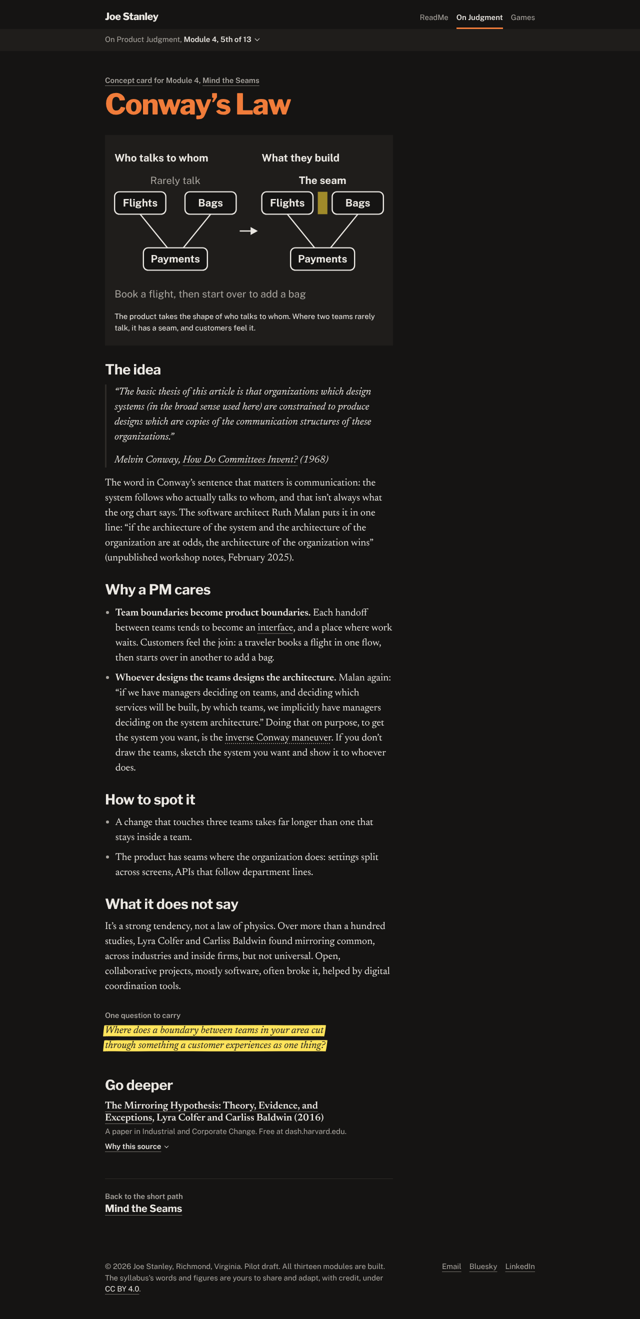 Joe Stanley
ReadMe
On Judgment
Games
On Product Judgment, Module 4, 5th of 13
Concept card for Module 4, Mind the Seams
Conway’s Law
Who talks to whom
What they build
Rarely talk
The seam
Flights
Bags
Flights
Bags
Payments
Payments
Book a flight, then start over to add a bag
The product takes the shape of who talks to whom. Where two teams rarely
talk, it has a seam, and customers feel it.
The idea
“The basic thesis of this article is that organizations which design
systems (in the broad sense used here) are constrained to produce
designs which are copies of the communication structures of these
organizations.”
Melvin Conway, How Do Committees Invent? (1968)
The word in Conway’s sentence that matters is communication: the
system follows who actually talks to whom, and that isn’t always what
the org chart says. The software architect Ruth Malan puts it in one
line: “if the architecture of the system and the architecture of the
organization are at odds, the architecture of the organization wins”
(unpublished workshop notes, February 2025).
Why a PM cares
Team boundaries become product boundaries. Each handoff
between teams tends to become an interface, and a place where work
waits. Customers feel the join: a traveler books a flight in one flow,
then starts over in another to add a bag.
Whoever designs the teams designs the architecture. Malan again:
“if we have managers deciding on teams, and deciding which
services will be built, by which teams, we implicitly have managers
deciding on the system architecture.” Doing that on purpose, to get
the system you want, is the inverse Conway maneuver. If you don’t
draw the teams, sketch the system you want and show it to whoever
does.
How to spot it
A change that touches three teams takes far longer than one that
stays inside a team.
The product has seams where the organization does: settings split
across screens, APIs that follow department lines.
What it does not say
It’s a strong tendency, not a law of physics. Over more than a hundred
studies, Lyra Colfer and Carliss Baldwin found mirroring common,
across industries and inside firms, but not universal. Open,
collaborative projects, mostly software, often broke it, helped by digital
coordination tools.
One question to carry
Where does a boundary between teams in your area cut
through something a customer experiences as one thing?
Go deeper
The Mirroring Hypothesis: Theory, Evidence, and
Exceptions, Lyra Colfer and Carliss Baldwin (2016)
A paper in Industrial and Corporate Change. Free at dash.harvard.edu.
Why this source
Back to the short path
Mind the Seams
© 2026 Joe Stanley, Richmond, Virginia. Pilot draft. All thirteen modules are built.
The syllabus’s words and figures are yours to share and adapt, with credit, under
CC BY 4.0.
Email
Bluesky
LinkedIn